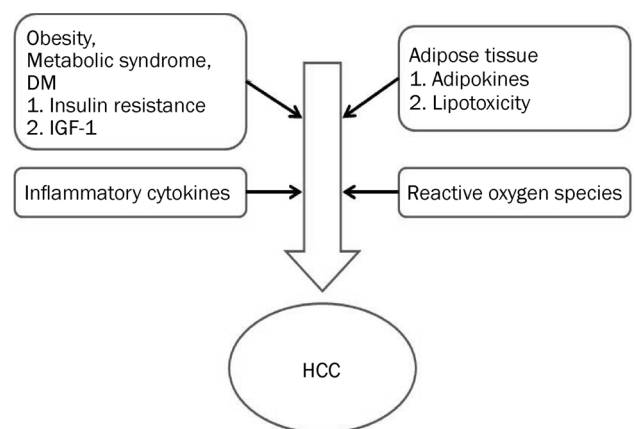 Obesity,
Metabolic syndrome,
DM
1. Insulin resistance
2. IGF-1
Adipose tissue
1. Adipokines
2. Lipotoxicity
Inflammatory cytokines
Reactive oxygen species
HCC